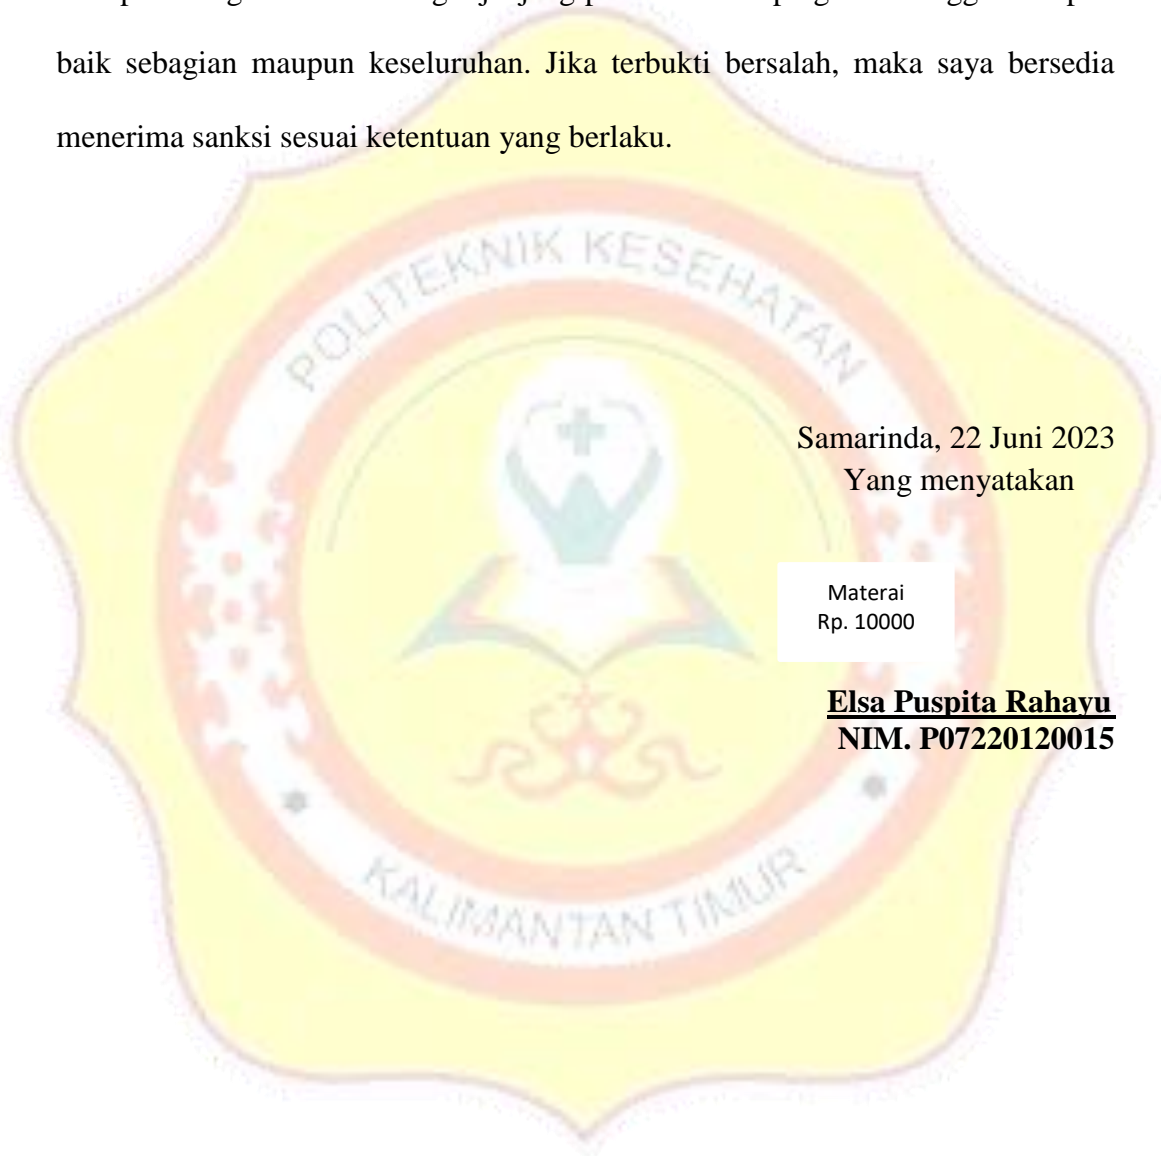 baik sebagian maupun keseluruhan. Jika terbukti bersalah, maka saya bersedia
menerima sanksi sesuai ketentuan yang berlaku.
POLITEKNIK KESEHATAN
Samarinda, 22 Juni 2023
Yang menyatakan
Materai
Rp. 10000
Elsa Puspita Rahayu
NIM. P07220120015
KALIMANTAN TIMUR